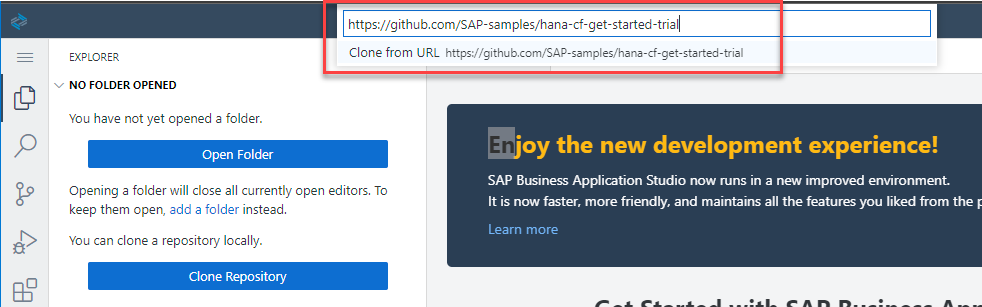 https://github.com/SAP-samples/hana-cf-get-started-trial
Clone from URL https://github.com/SAP-samples/hana-cf-get-started-trial
EXPLORER
NO FOLDER OPENED
You have not yet opened a folder.
Open Folder
Opening a folder will close all currently open editors. To
keep them open, add a folder instead.
You can clone a repository locally.
Clone Repository
Enjoy the new development experience!
SAP Business Application Studio now runs in a new improved environment.
It is now faster, more friendly, and maintains all the features you liked from the
Learn more
Get Started with SAP Business